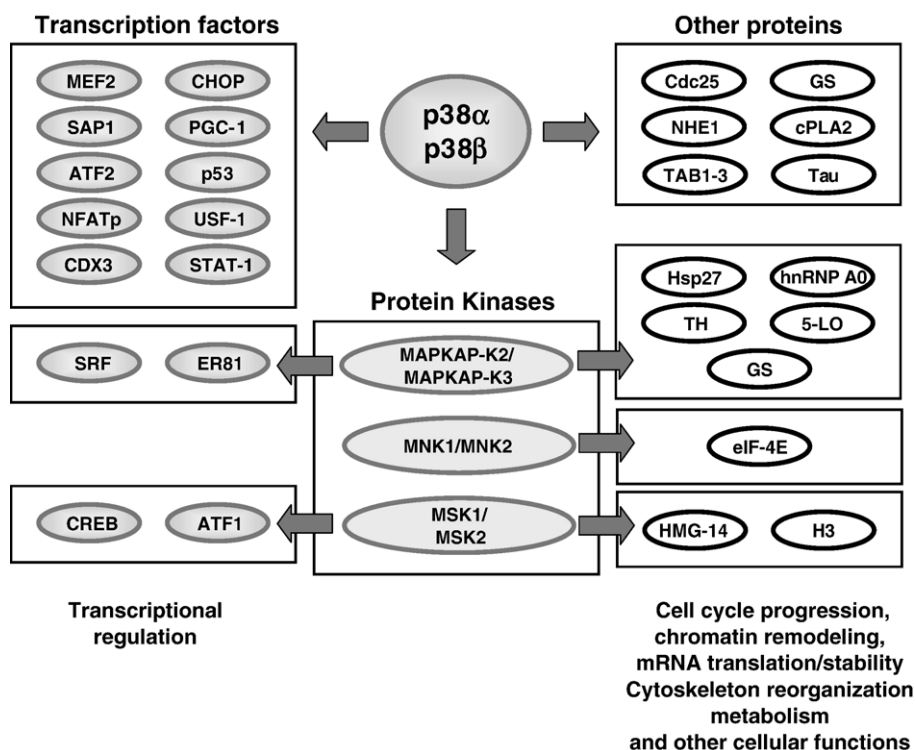 Transcription factors
MEF2
CHOP
SAP1
PGC-1
ATF2
p53
NFATp
USF-1
CDX3
STAT-1
p38α
p38β
Other proteins
Cdc25
GS
NHE1
cPLA2
TAB1-3
Tau
Protein Kinases
SRF
ER81
MAPKAP-K2/
MAPKAP-K3
Hsp27
hnRNP A0
TH
5-LO
GS
MNK1/MNK2
eIF-4E
CREB
ATF1
MSK1/
MSK2
HMG-14
H3
Transcriptional
regulation
Cell cycle progression,
chromatin remodeling,
mRNA translation/stability
Cytoskeleton reorganization
metabolism
and other cellular functions